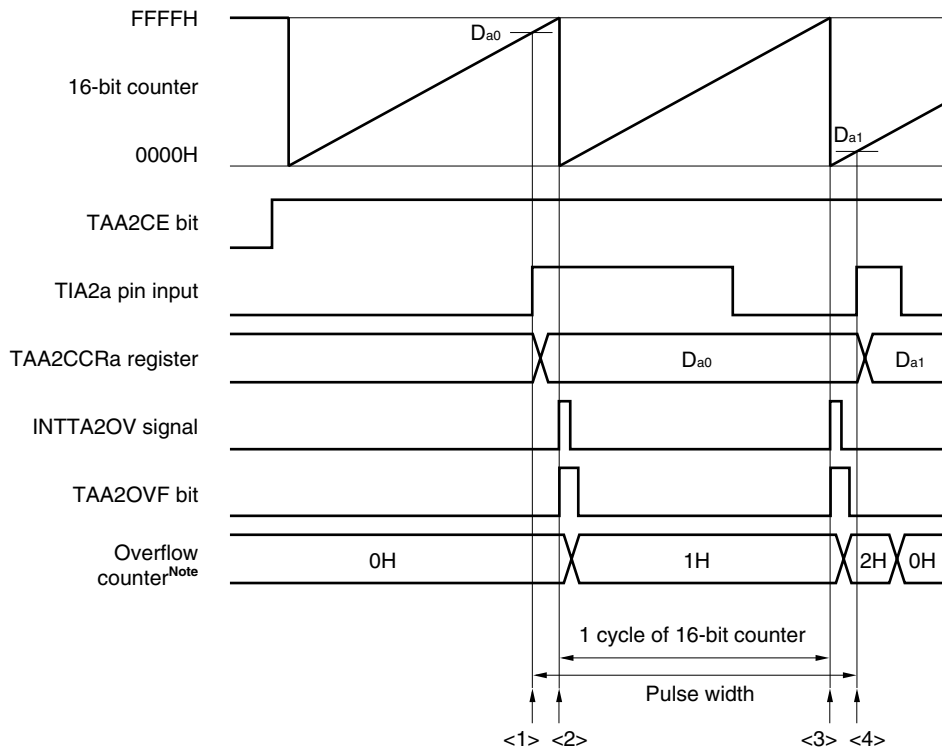 FFFFH
Da0
16-bit counter
0000H
Da1
TAA2CE bit
TIA2a pin input
TAA2CCRa register
Da0
Da1
INTTA2OV signal
TAA2OVF bit
Overflow
counterNote
0H
1H
2H
0H
1 cycle of 16-bit counter
Pulse width
<1> <2> <3> <4>